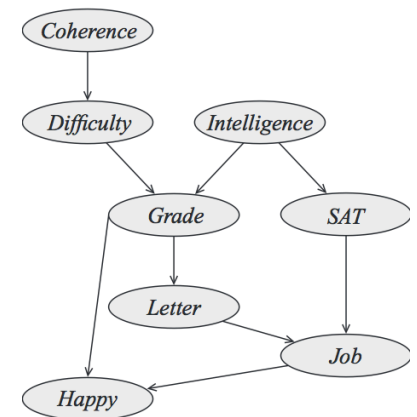 Coherence
Difficulty
Intelligence
Grade
SAT
Letter
Job
Happy